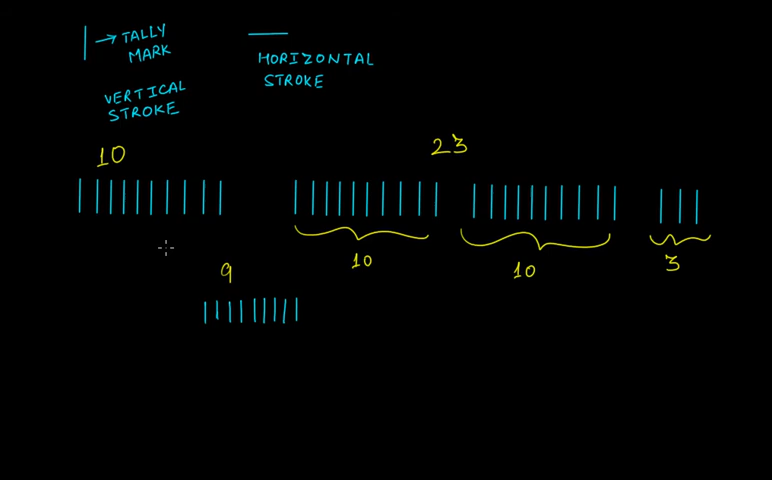 → TALLY
MARK
HORIZONTAL
STROKE
VERTICAL
STROKE
10
23
10
10
3
9